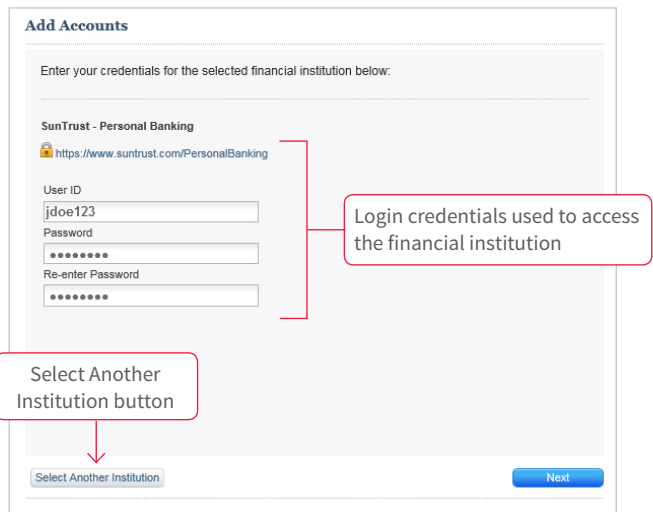 Add Accounts
Enter your credentials for the selected financial institution below:
SunTrust - Personal Banking
https://www.suntrust.com/PersonalBanking
User ID
jdoe123
Password
●●●●●●●●
Re-enter Password
●●●●●●●●
Login credentials used to access
the financial institution
Select Another
Institution button
Select Another Institution
Next